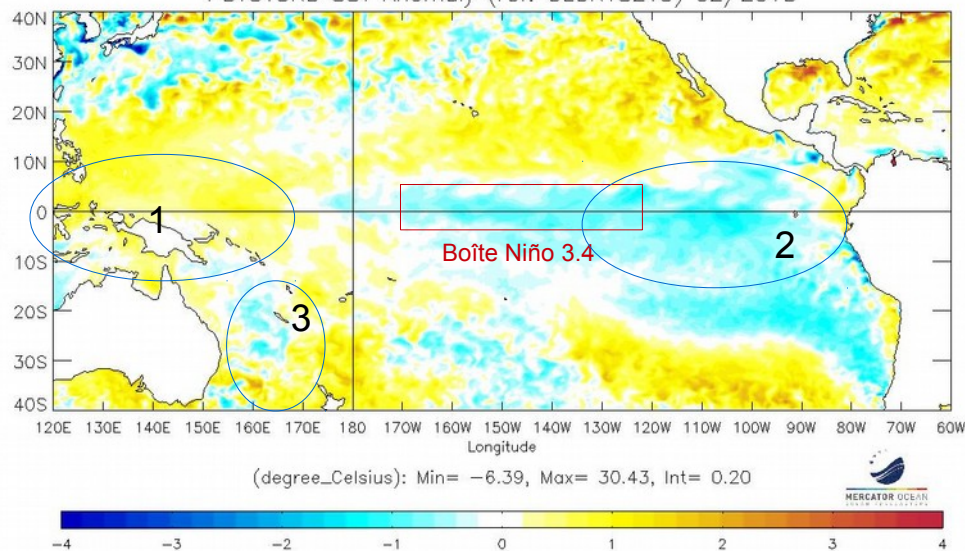 40N
30N
20N
10N
0
10S
20S
30S
40S
1
2
3
Boîte Niño 3.4
120E 130E 140E 150E 160E 170E 180 170W 160W 150W 140W 130W 120W 110W 100W 90W 80W 70W 60W
Longitude
(degree_Celsius): Min= −6.39, Max= 30.43, Int= 0.20
MERCATOR OCEAN
−4 −3 −2 −1 0 1 2 3 4